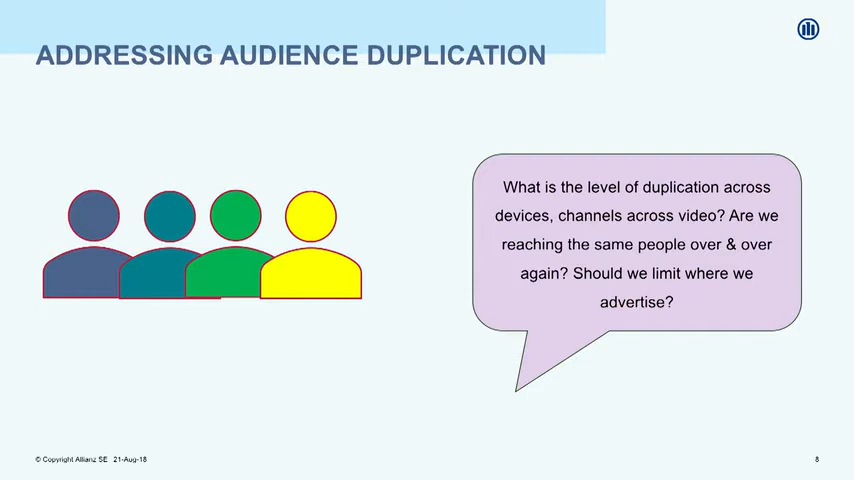 ADDRESSING AUDIENCE DUPLICATION
What is the level of duplication across
devices, channels across video? Are we
reaching the same people over & over
again? Should we limit where we
advertise?
© Copyright Allianz SE 21-Aug-18
8